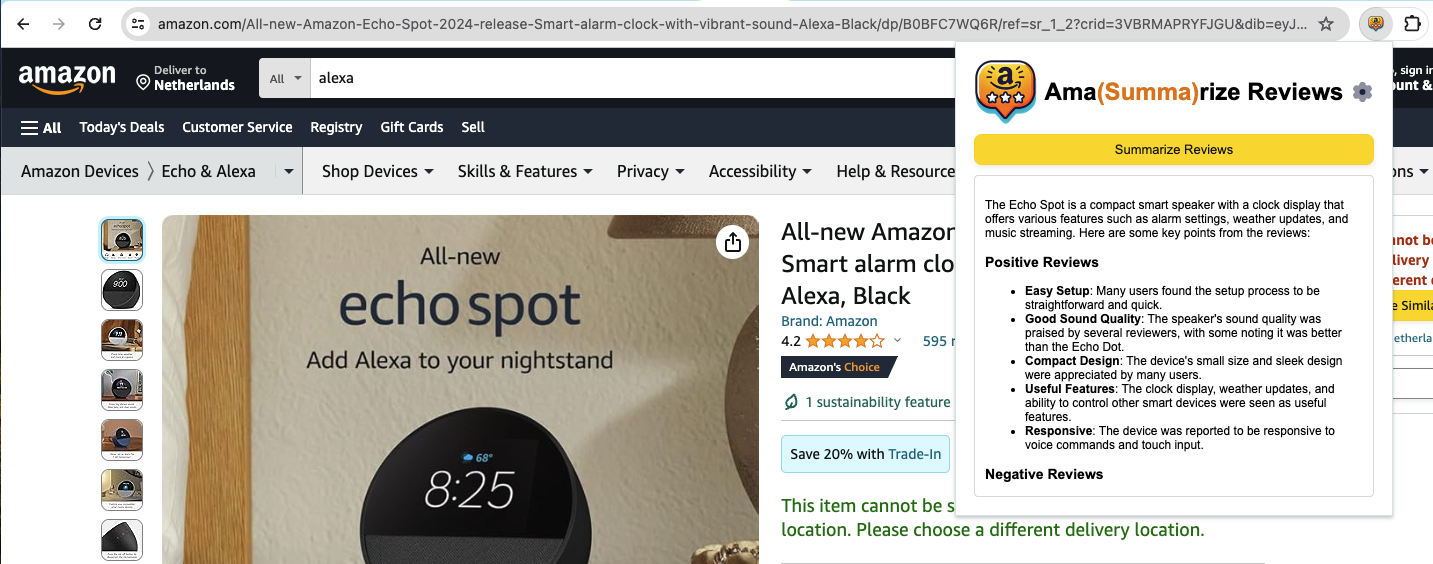 amazon.com/All-new-Amazon-Echo-Spot-2024-release-Smart-alarm-clock-with-vibrant-sound-Alexa-Black/dp/B0BFC7WQ6R/ref=sr_1_2?crid=3VBRMAPRYFJGU&dib=eyJ...
amazon
Deliver to
Netherlands
All
alexa
, sign in
ount &
All
Today's Deals
Customer Service
Registry
Gift Cards
Sell
Amazon Devices
Echo & Alexa
Shop Devices
Skills & Features
Privacy
Accessibility
Help & Resource
ons
All-new
echo spot
Add Alexa to your nightstand
68°
8:25
All-new Amazon
Smart alarm clo
Alexa, Black
Brand: Amazon
4.2
595 r
Amazon's Choice
1 sustainability feature
Save 20% with Trade-In
This item cannot be s
location. Please choose a different delivery location.
Ama(Summa)rize Reviews
Summarize Reviews
The Echo Spot is a compact smart speaker with a clock display that
offers various features such as alarm settings, weather updates, and
music streaming. Here are some key points from the reviews:
Positive Reviews
• Easy Setup: Many users found the setup process to be
straightforward and quick.
• Good Sound Quality: The speaker's sound quality was
praised by several reviewers, with some noting it was better
than the Echo Dot.
• Compact Design: The device's small size and sleek design
were appreciated by many users.
• Useful Features: The clock display, weather updates, and
ability to control other smart devices were seen as useful
features.
• Responsive: The device was reported to be responsive to
voice commands and touch input.
Negative Reviews
nnot be
livery
erent d
e Simila
etherla